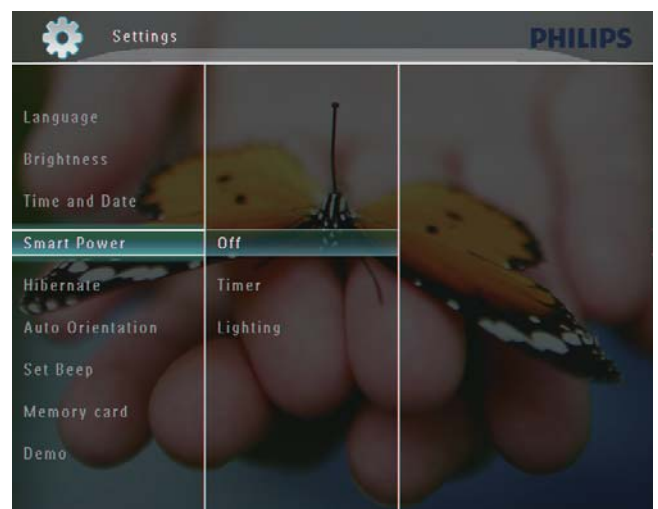 Settings
PHILIPS
Language
Brightness
Time and Date
Smart Power
Hibernate
Auto Orientation
Set Beep
Memory card
Demo
Off
Timer
Lighting